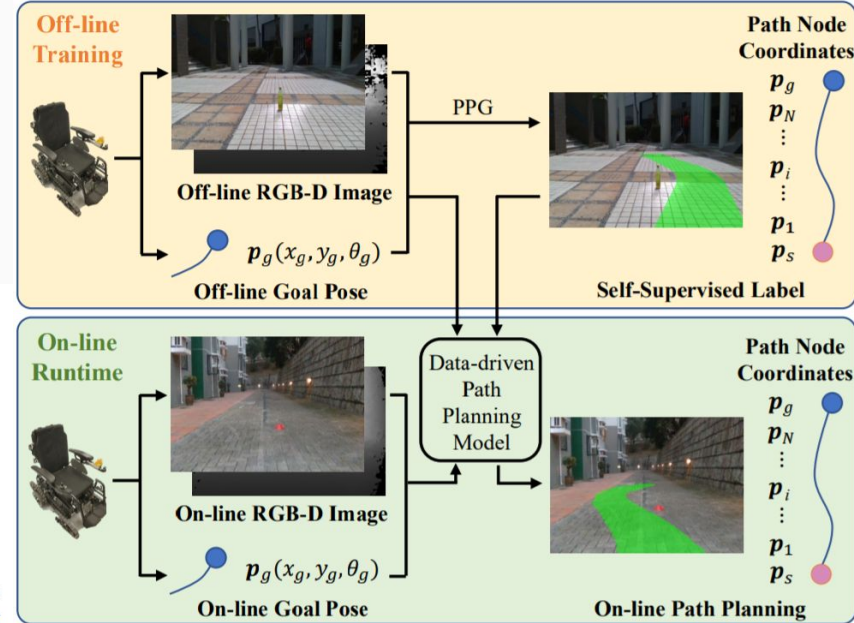 Off-line
Training
Off-line RGB-D Image
p_g(x_g, y_g, θ_g)
Off-line Goal Pose
PPG
Path Node
Coordinates
p_g
p_N
⋮
p_i
⋮
p_1
p_s
Self-Supervised Label
On-line
Runtime
On-line RGB-D Image
p_g(x_g, y_g, θ_g)
On-line Goal Pose
Data-driven
Path
Planning
Model
Path Node
Coordinates
p_g
p_N
⋮
p_i
⋮
p_1
p_s
On-line Path Planning